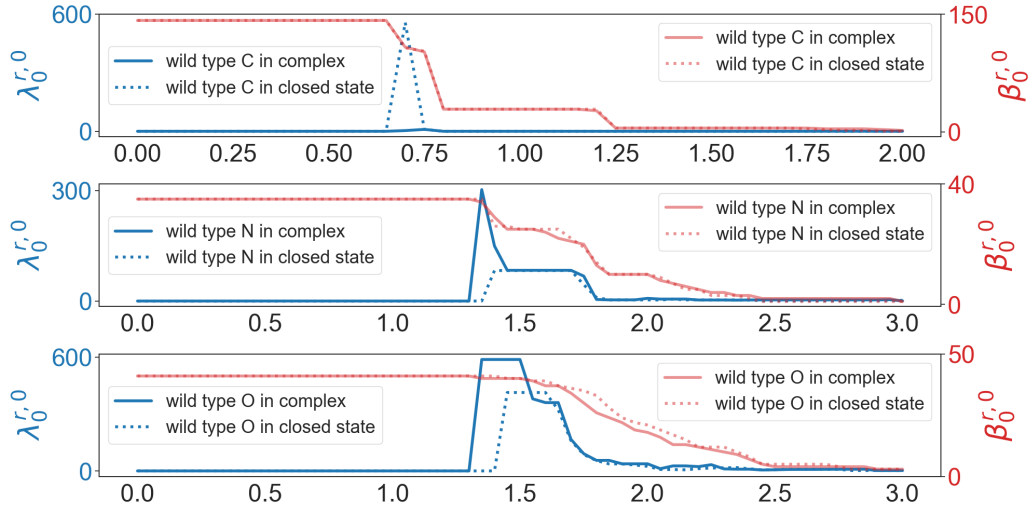 600
0
λ₀^{r,0}
wild type C in complex
wild type C in closed state
wild type C in complex
wild type C in closed state
150
0
β₀^{r,0}
0.00 0.25 0.50 0.75 1.00 1.25 1.50 1.75 2.00
300
0
λ₀^{r,0}
wild type N in complex
wild type N in closed state
wild type N in complex
wild type N in closed state
40
0
β₀^{r,0}
0.0 0.5 1.0 1.5 2.0 2.5 3.0
600
0
λ₀^{r,0}
wild type O in complex
wild type O in closed state
wild type O in complex
wild type O in closed state
50
0
β₀^{r,0}
0.0 0.5 1.0 1.5 2.0 2.5 3.0